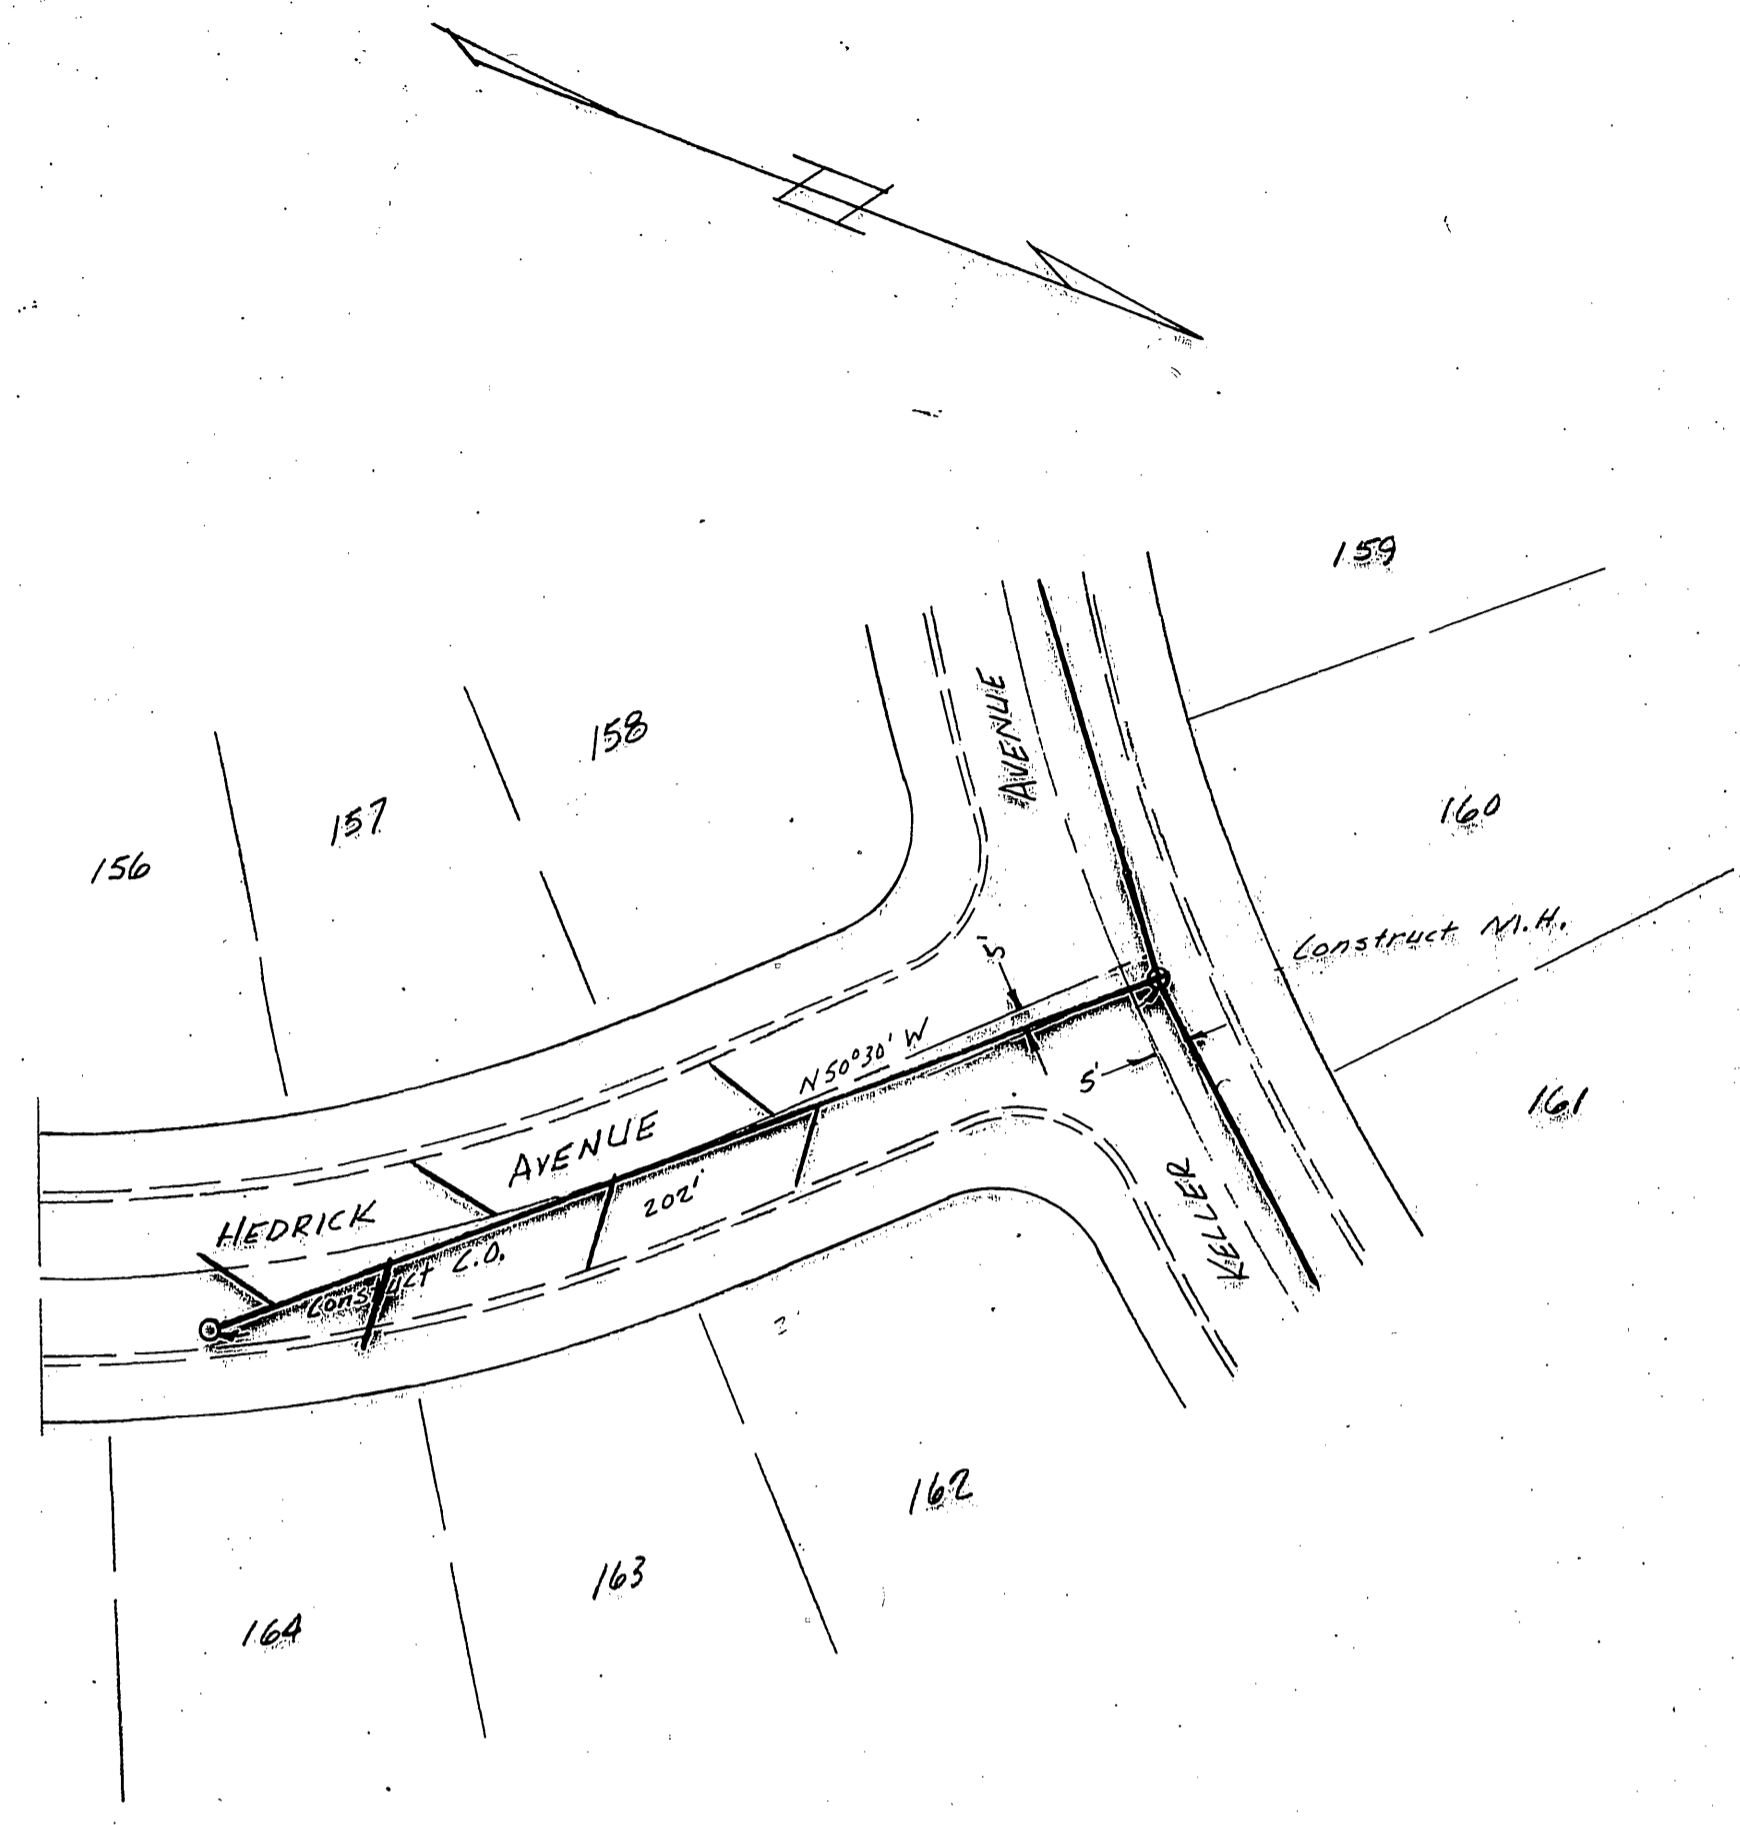 159
158
AVENUE
157
160
156
Construct M.H.
5'
N 50°30' W
5'
161
AVENUE
202'
HEDRICK
KELLER
Construct C.O.
162
163
164